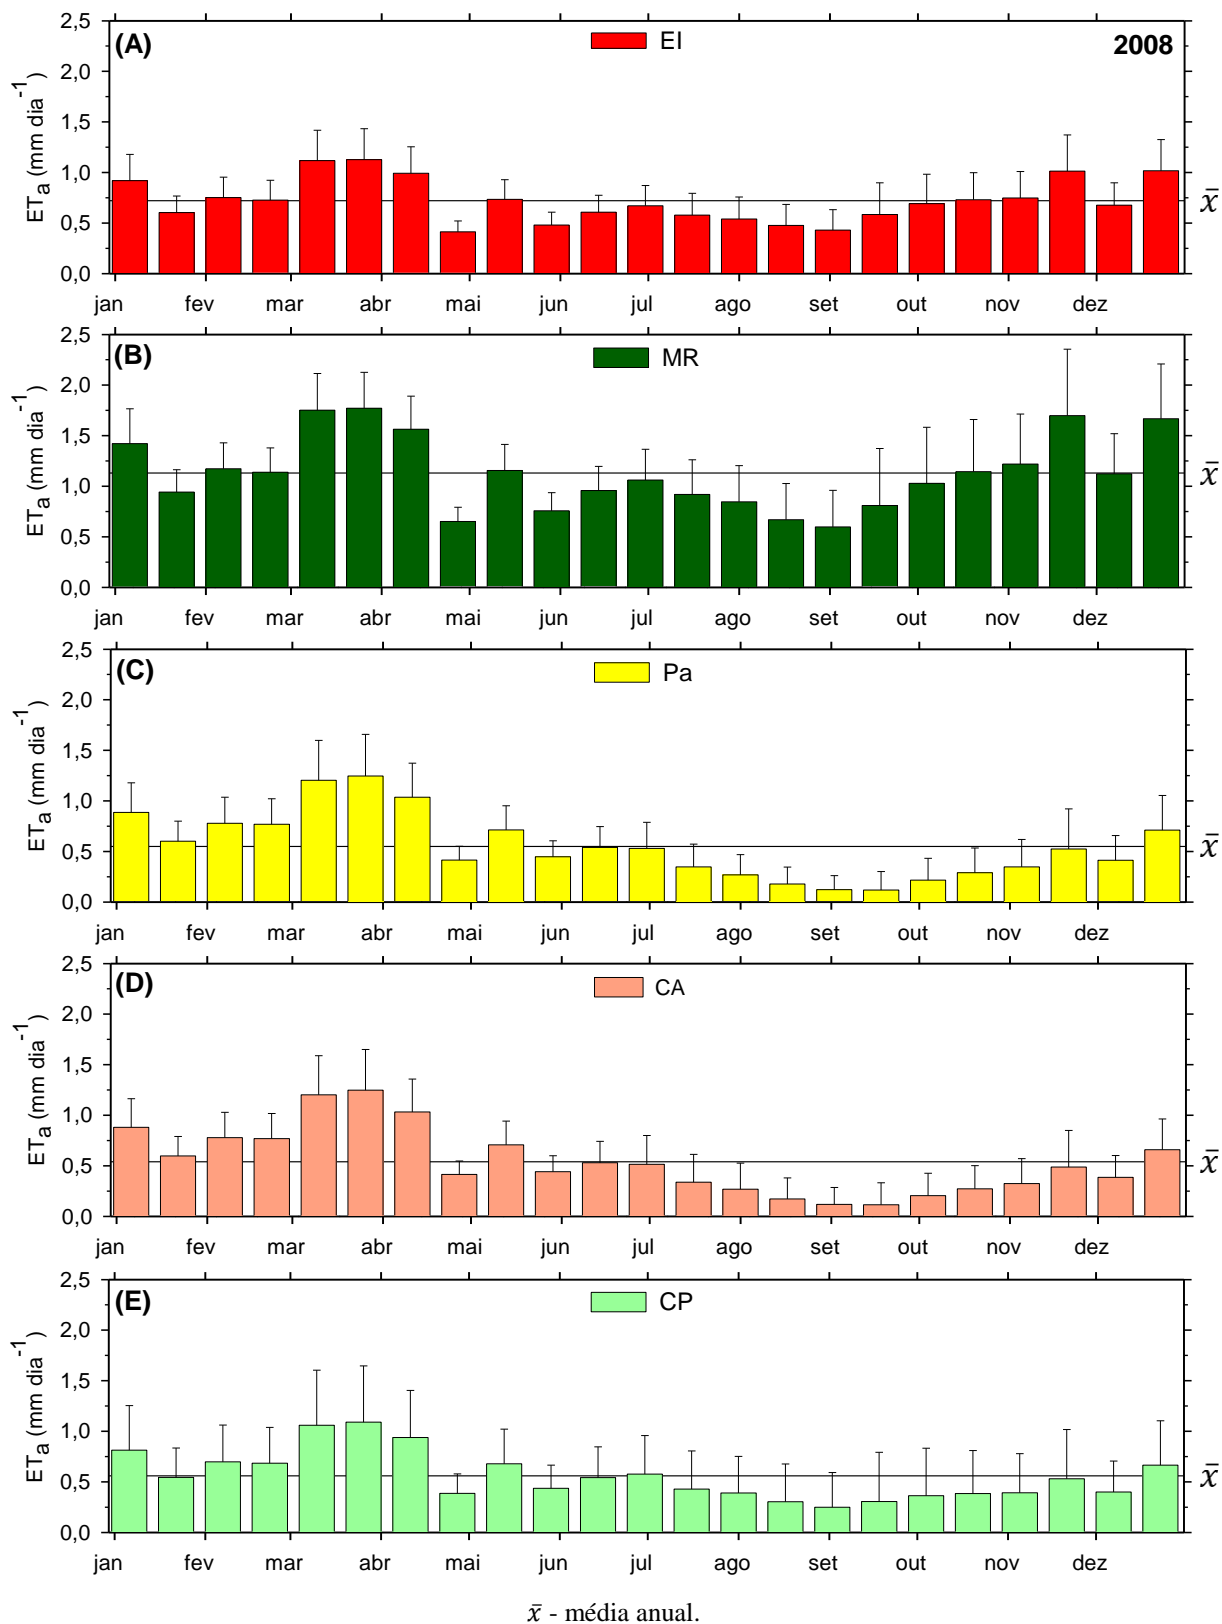 (A) EI 2008
2,5
2,0
1,5
1,0
0,5
0,0
ETa (mm dia-1)
x̄
jan fev mar abr mai jun jul ago set out nov dez
(B) MR
2,5
2,0
1,5
1,0
0,5
0,0
ETa (mm dia-1)
x̄
jan fev mar abr mai jun jul ago set out nov dez
(C) Pa
2,5
2,0
1,5
1,0
0,5
0,0
ETa (mm dia-1)
x̄
jan fev mar abr mai jun jul ago set out nov dez
(D) CA
2,5
2,0
1,5
1,0
0,5
0,0
ETa (mm dia-1)
x̄
jan fev mar abr mai jun jul ago set out nov dez
(E) CP
2,5
2,0
1,5
1,0
0,5
0,0
ETa (mm dia-1)
x̄
jan fev mar abr mai jun jul ago set out nov dez
x̄ - média anual.